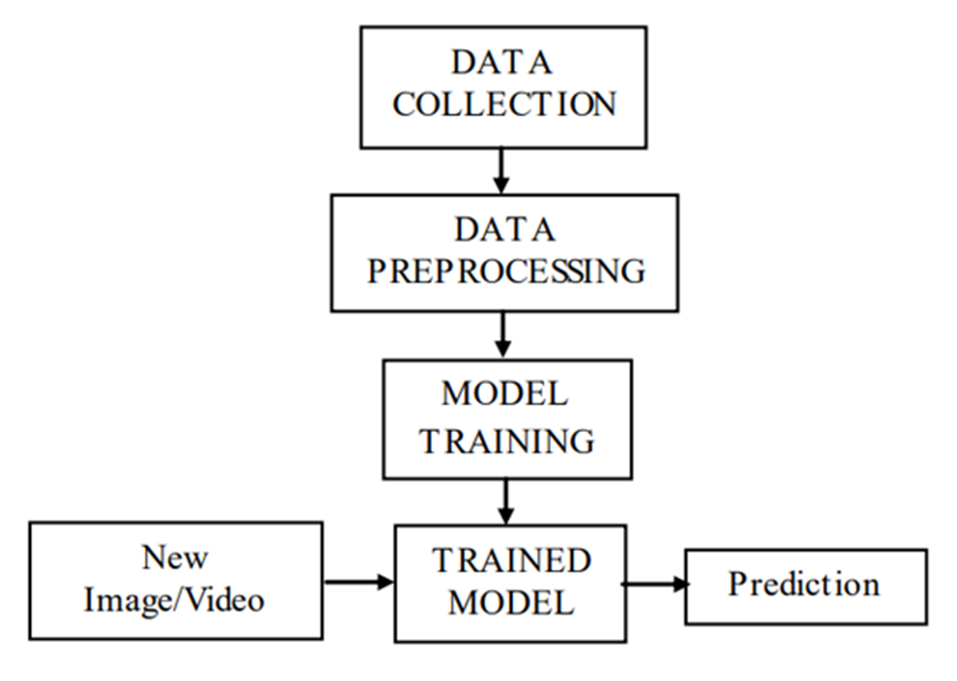 DATA
COLLECTION
DATA
PREPROCESSING
MODEL
TRAINING
New
Image/Video
TRAINED
MODEL
Prediction